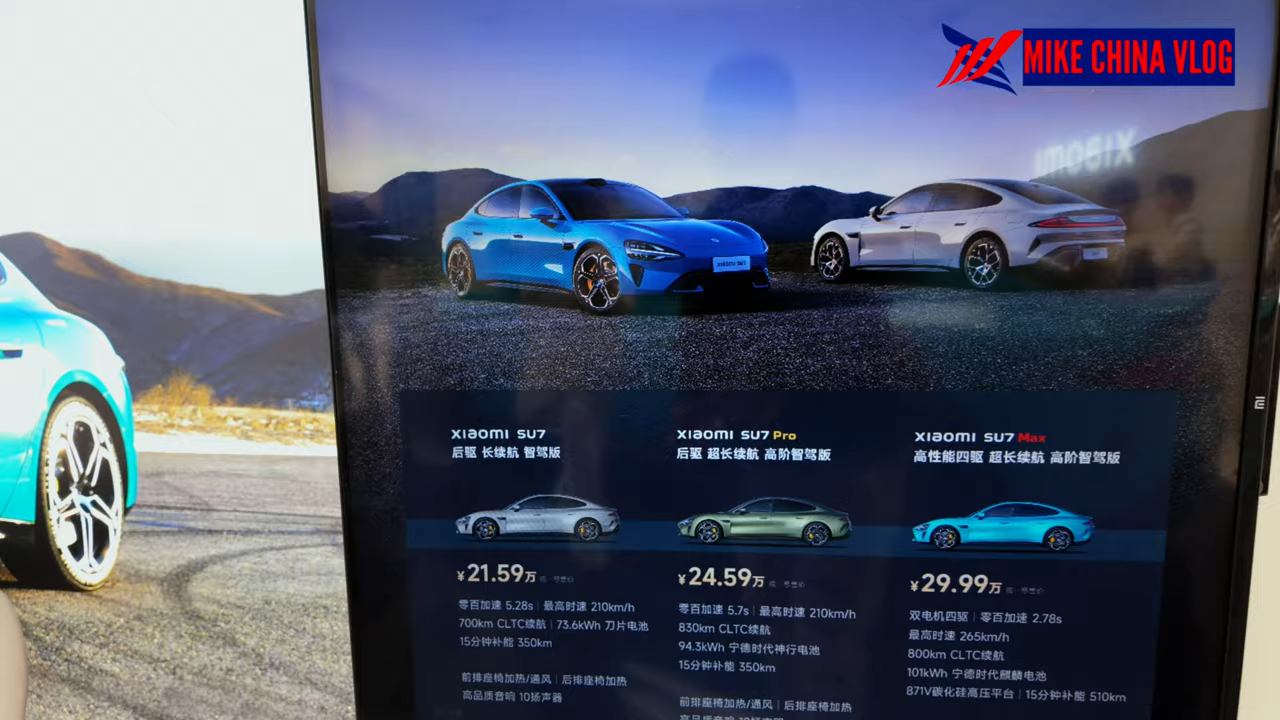 MIKE CHINA VLOG
xiaomi
XIAOMI SU7
XIAOMI SU7
后驱 长续航 智驾版
¥21.59万
零百加速 5.28s | 最高时速 210km/h
700km CLTC续航 | 73.6kWh 刀片电池
15分钟补能 350km
前排座椅加热/通风 | 后排座椅加热
高品质音响 10扬声器
XIAOMI SU7 Pro
后驱 超长续航 高阶智驾版
¥24.59万
零百加速 5.7s | 最高时速 210km/h
830km CLTC续航
94.3kWh 宁德时代神行电池
15分钟补能 350km
前排座椅加热/通风 | 后排座椅加热
XIAOMI SU7 Max
高性能四驱 超长续航 高阶智驾版
¥29.99万
双电机四驱 | 零百加速 2.78s
最高时速 265km/h
800km CLTC续航
101kWh 宁德时代麒麟电池
871V碳化硅高压平台 | 15分钟补能 510km